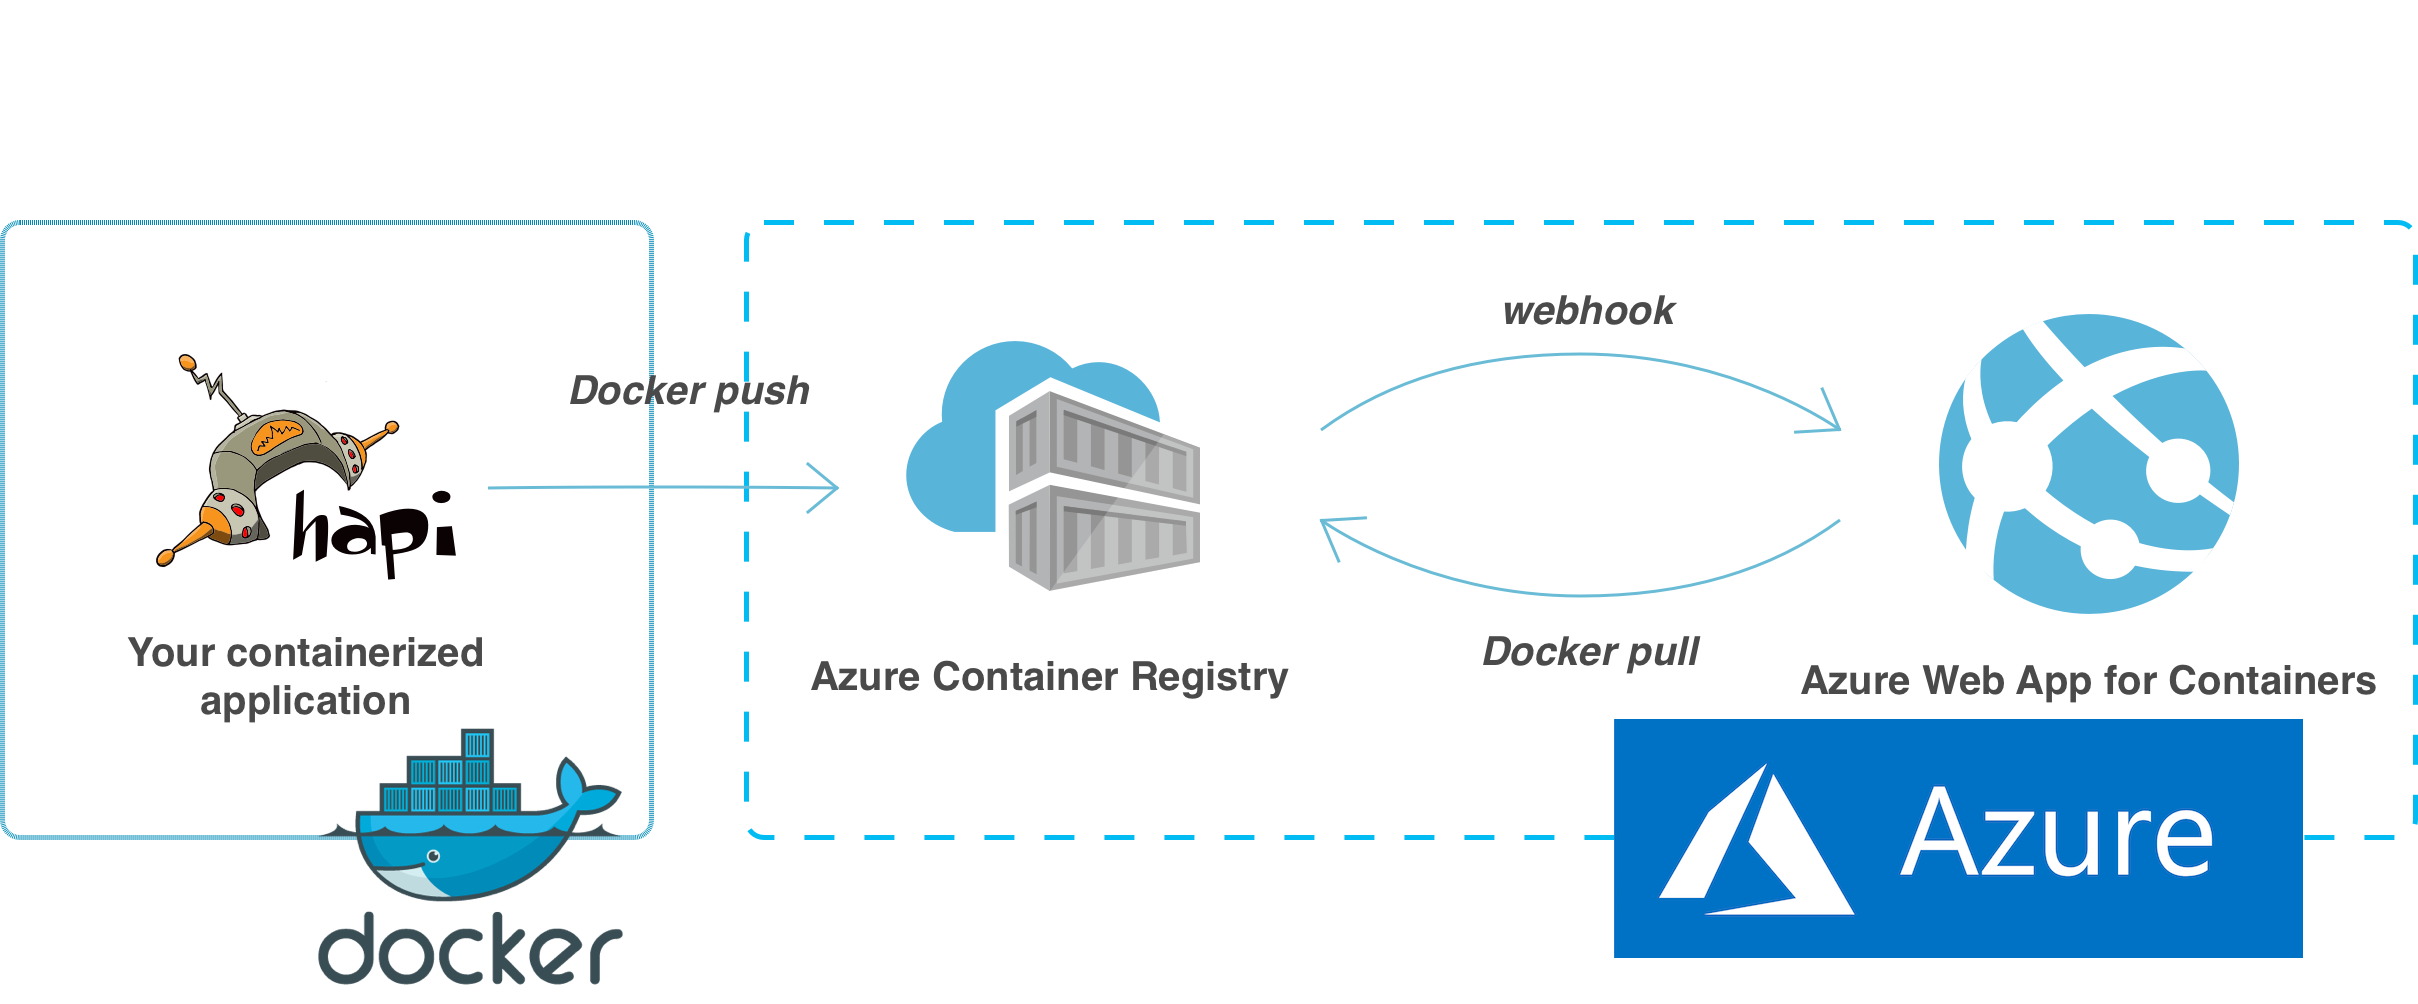 hapi
Your containerized
application
docker
Docker push
Azure Container Registry
webhook
Docker pull
Azure Web App for Containers
Azure